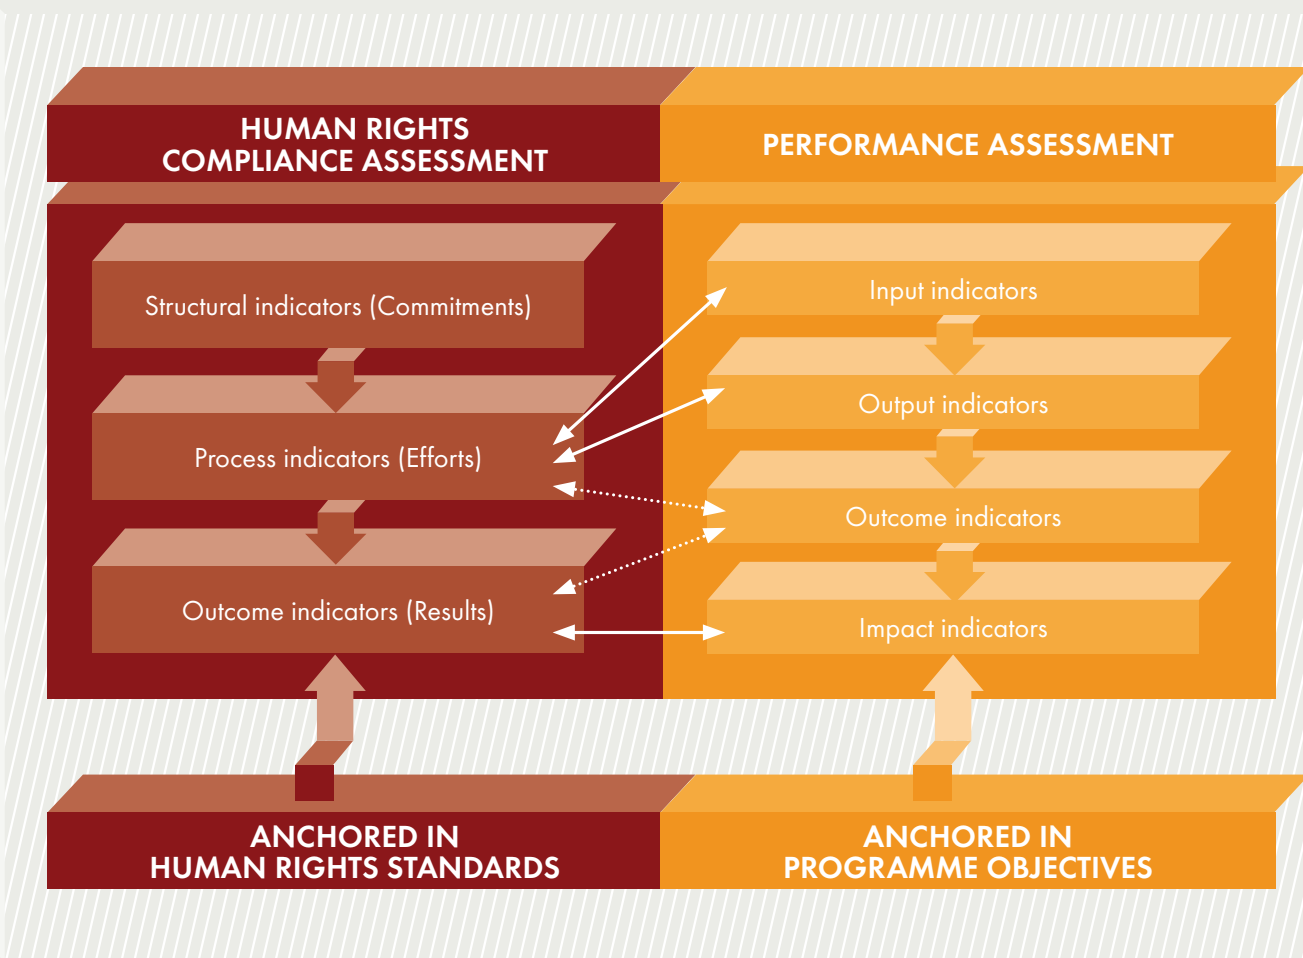 HUMAN RIGHTS
COMPLIANCE ASSESSMENT
Structural indicators (Commitments)
Process indicators (Efforts)
Outcome indicators (Results)
ANCHORED IN
HUMAN RIGHTS STANDARDS
PERFORMANCE ASSESSMENT
Input indicators
Output indicators
Outcome indicators
Impact indicators
ANCHORED IN
PROGRAMME OBJECTIVES